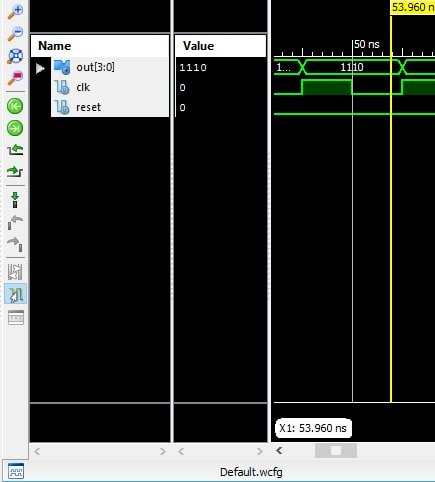 53.960 ns
Name
Value
50 ns
out[3:0]
1110
1...
1110
clk
0
reset
0
X1: 53.960 ns
Default.wcfg